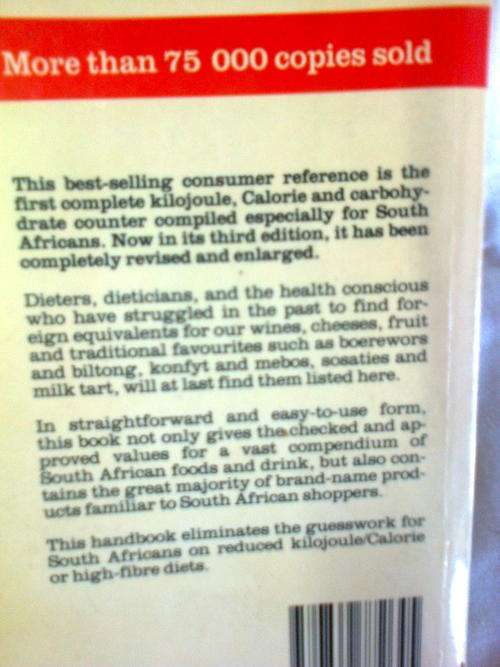 More than 75 000 copies sold
This best-selling consumer reference is the
first complete kilojoule, Calorie and carbohy-
drate counter compiled especially for South
Africans. Now in its third edition, it has been
completely revised and enlarged.
Dieters, dieticians, and the health conscious
who have struggled in the past to find for-
eign equivalents for our wines, cheeses, fruit
and traditional favourites such as boerewors
and biltong, konfyt and mebos, sosaties and
milk tart, will at last find them listed here.
In straightforward and easy-to-use form,
this book not only gives the checked and ap-
proved values for a vast compendium of
South African foods and drink, but also con-
tains the great majority of brand-name prod-
ucts familiar to South African shoppers.
This handbook eliminates the guesswork for
South Africans on reduced kilojoule/Calorie
or high-fibre diets.